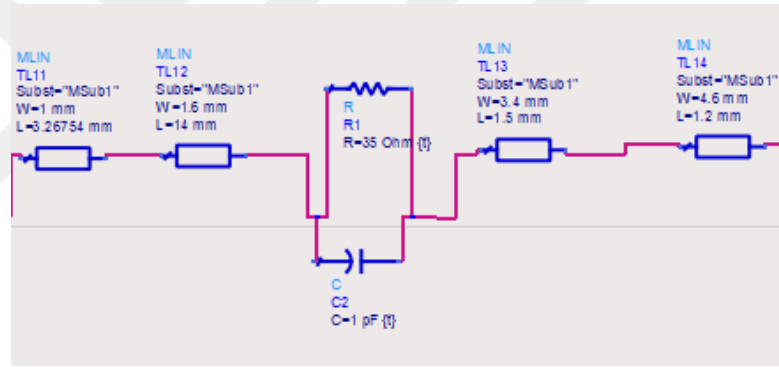 MLIN
TL11
Subst="MSub1"
W=1 mm
L=3.26754 mm
MLIN
TL12
Subst="MSub1"
W=1.6 mm
L=14 mm
R
R1
R=35 Ohm {t}
C
C2
C=1 pF {t}
MLIN
TL13
Subst="MSub1"
W=3.4 mm
L=1.5 mm
MLIN
TL14
Subst="MSub1"
W=4.6 mm
L=1.2 mm